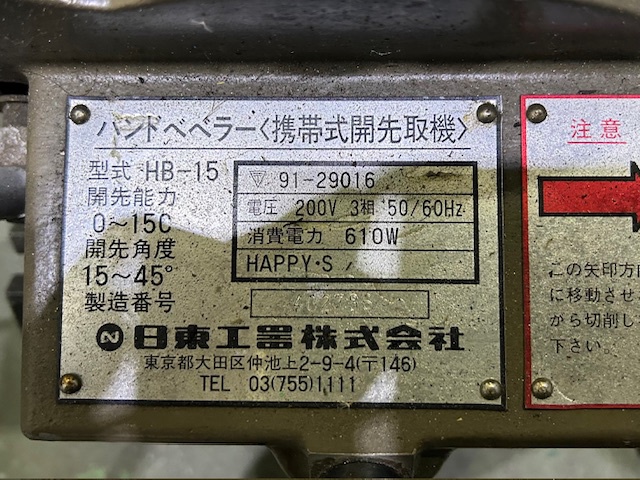 ハンドベベラー〈携帯式開先取機〉
型式 HB-15
開先能力
0～15C
開先角度
15～45°
製造番号
▽ 91-29016
電圧 200V 3相 50/60Hz
消費電力 610W
HAPPY・S
日東工器株式会社
東京都大田区仲池上2-9-4(〒146)
TEL 03(755)1111
注意
この矢印方向
に移動させ
から切削し
下さい.